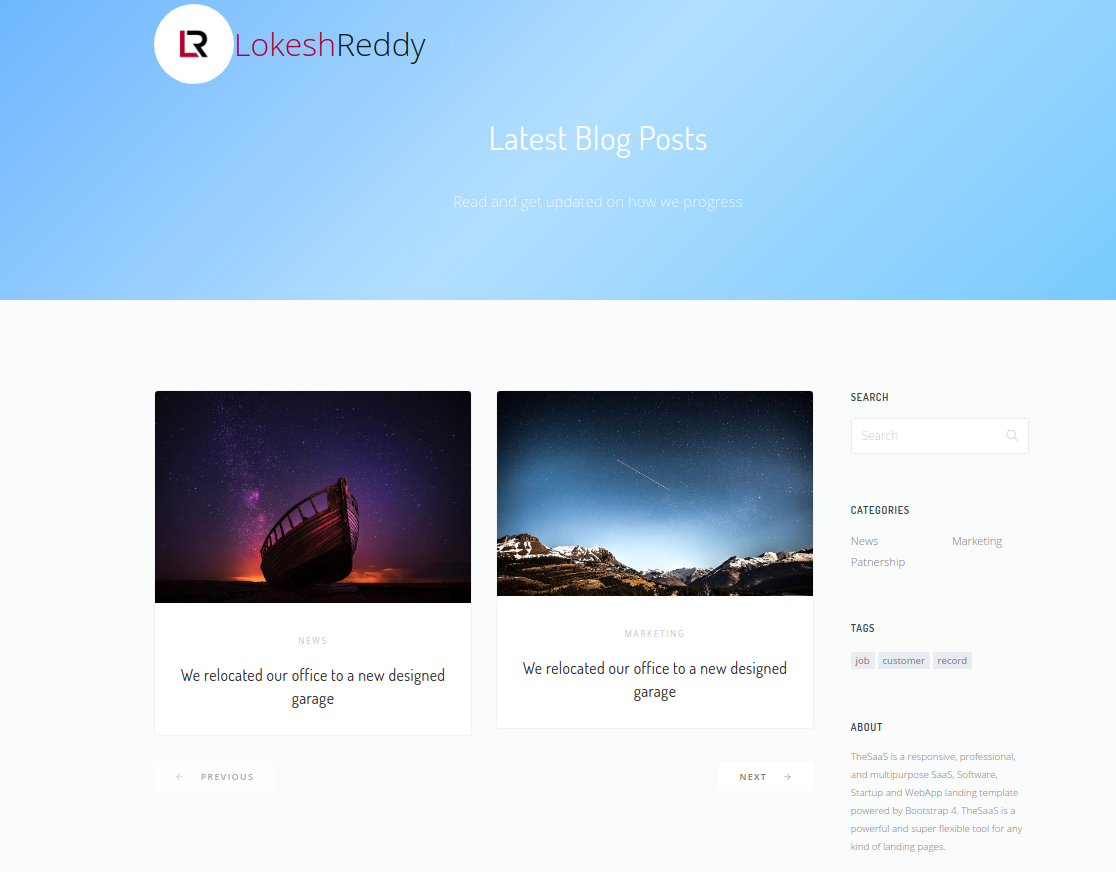 LR LokeshReddy
Latest Blog Posts
Read and get updated on how we progress
NEWS
We relocated our office to a new designed
garage
MARKETING
We relocated our office to a new designed
garage
← PREVIOUS
NEXT →
SEARCH
Search
CATEGORIES
News
Marketing
Patnership
TAGS
job
customer
record
ABOUT
TheSaaS is a responsive, professional,
and multipurpose SaaS, Software,
Startup and WebApp landing template
powered by Bootstrap 4. TheSaaS is a
powerful and super flexible tool for any
kind of landing pages.